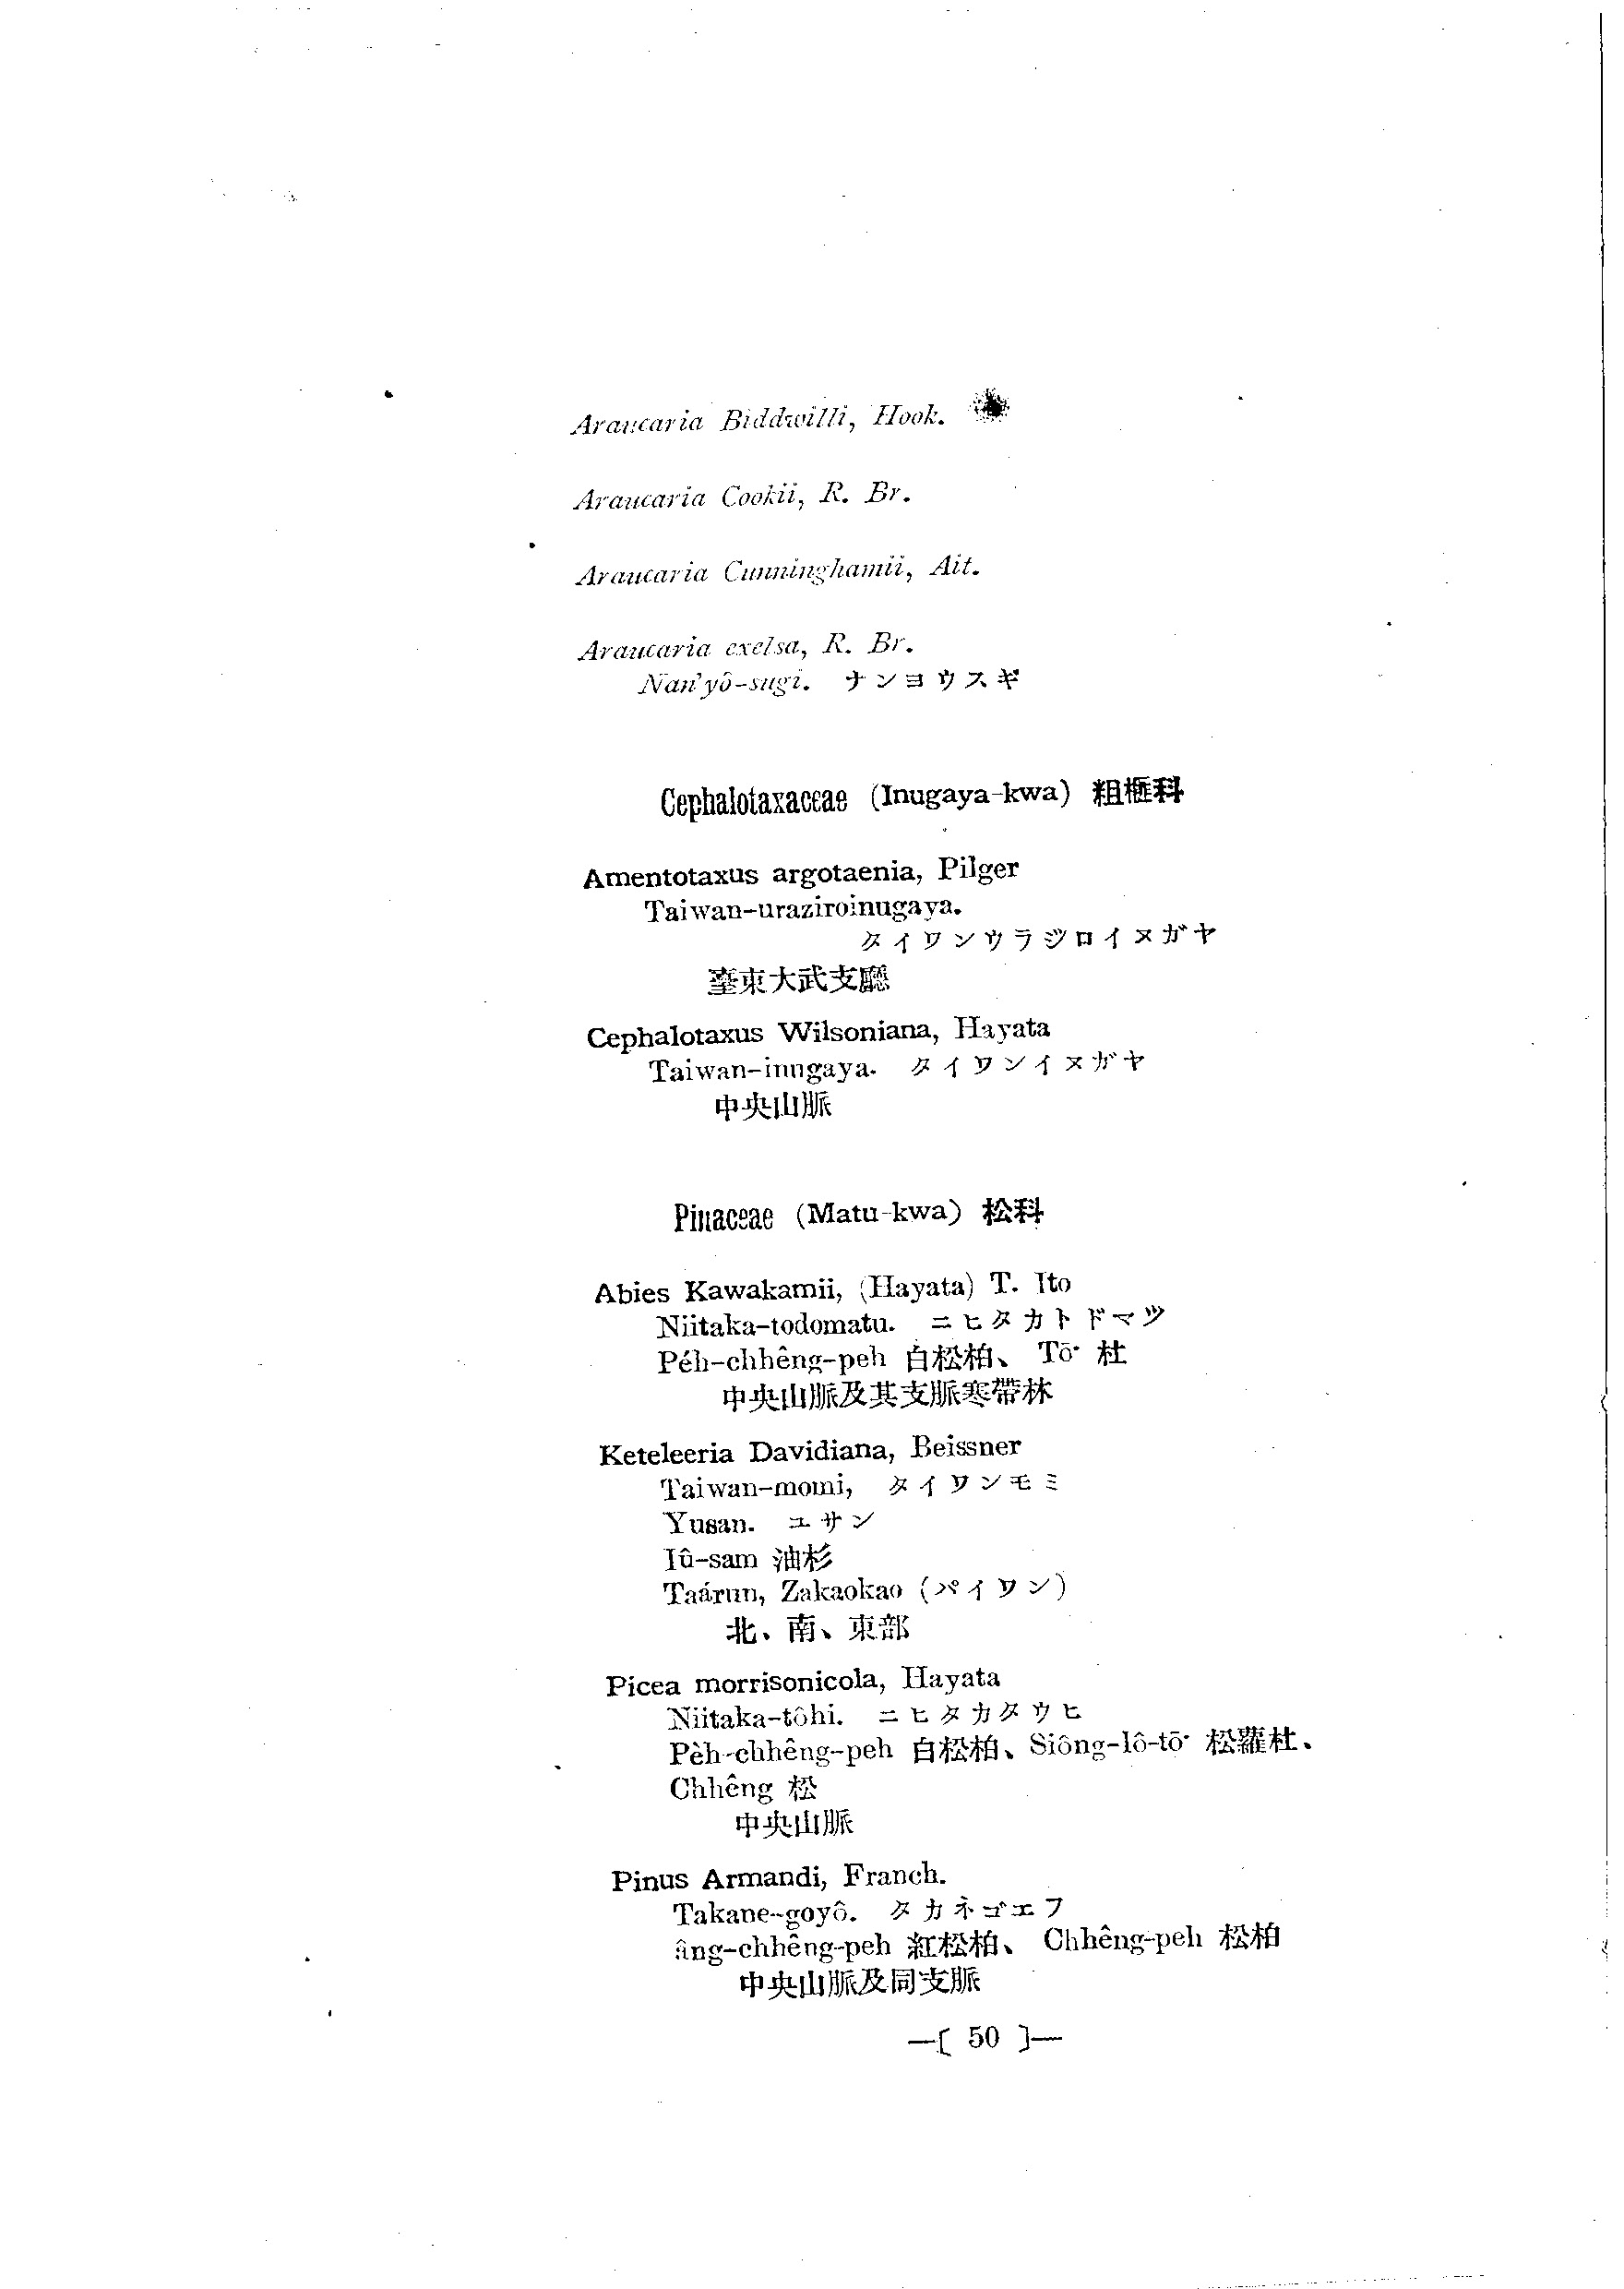 Araucaria Biddwilli, Hook.
Araucaria Cookii, R. Br.
Araucaria Cunninghamii, Ait.
Araucaria exelsa, R. Br.
Nan'yô-sugi. ナンヨウスギ
Cephalotaxaceae (Inugaya-kwa) 粗榧科
Amentotaxus argotaenia, Pilger
Taiwan-uraziroinugaya.
タイワンウラジロイヌガヤ
臺東大武支廳
Cephalotaxus Wilsoniana, Hayata
Taiwan-inngaya. タイワンイヌガヤ
中央山脈
Pinaceae (Matu-kwa) 松科
Abies Kawakamii, (Hayata) T. Ito
Niitaka-todomatu. ニヒタカトドマツ
Péh-chhêng-peh 白松柏、 Tō· 杜
中央山脈及其支脈寒帶林
Keteleeria Davidiana, Beissner
Taiwan-momi, タイワンモミ
Yusan. ユサン
Iû-sam 油杉
Taárun, Zakaokao (パイワン)
北、南、東部
Picea morrisonicola, Hayata
Niitaka-tôhi. ニヒタカタウヒ
Pèh-chhêng-peh 白松柏、Siông-lô-tō· 松蘿杜、
Chhêng 松
中央山脈
Pinus Armandi, Franch.
Takane-goyô. タカネゴエフ
âng-chhêng-peh 紅松柏、 Chhêng-peh 松柏
中央山脈及同支脈
—[ 50 ]—